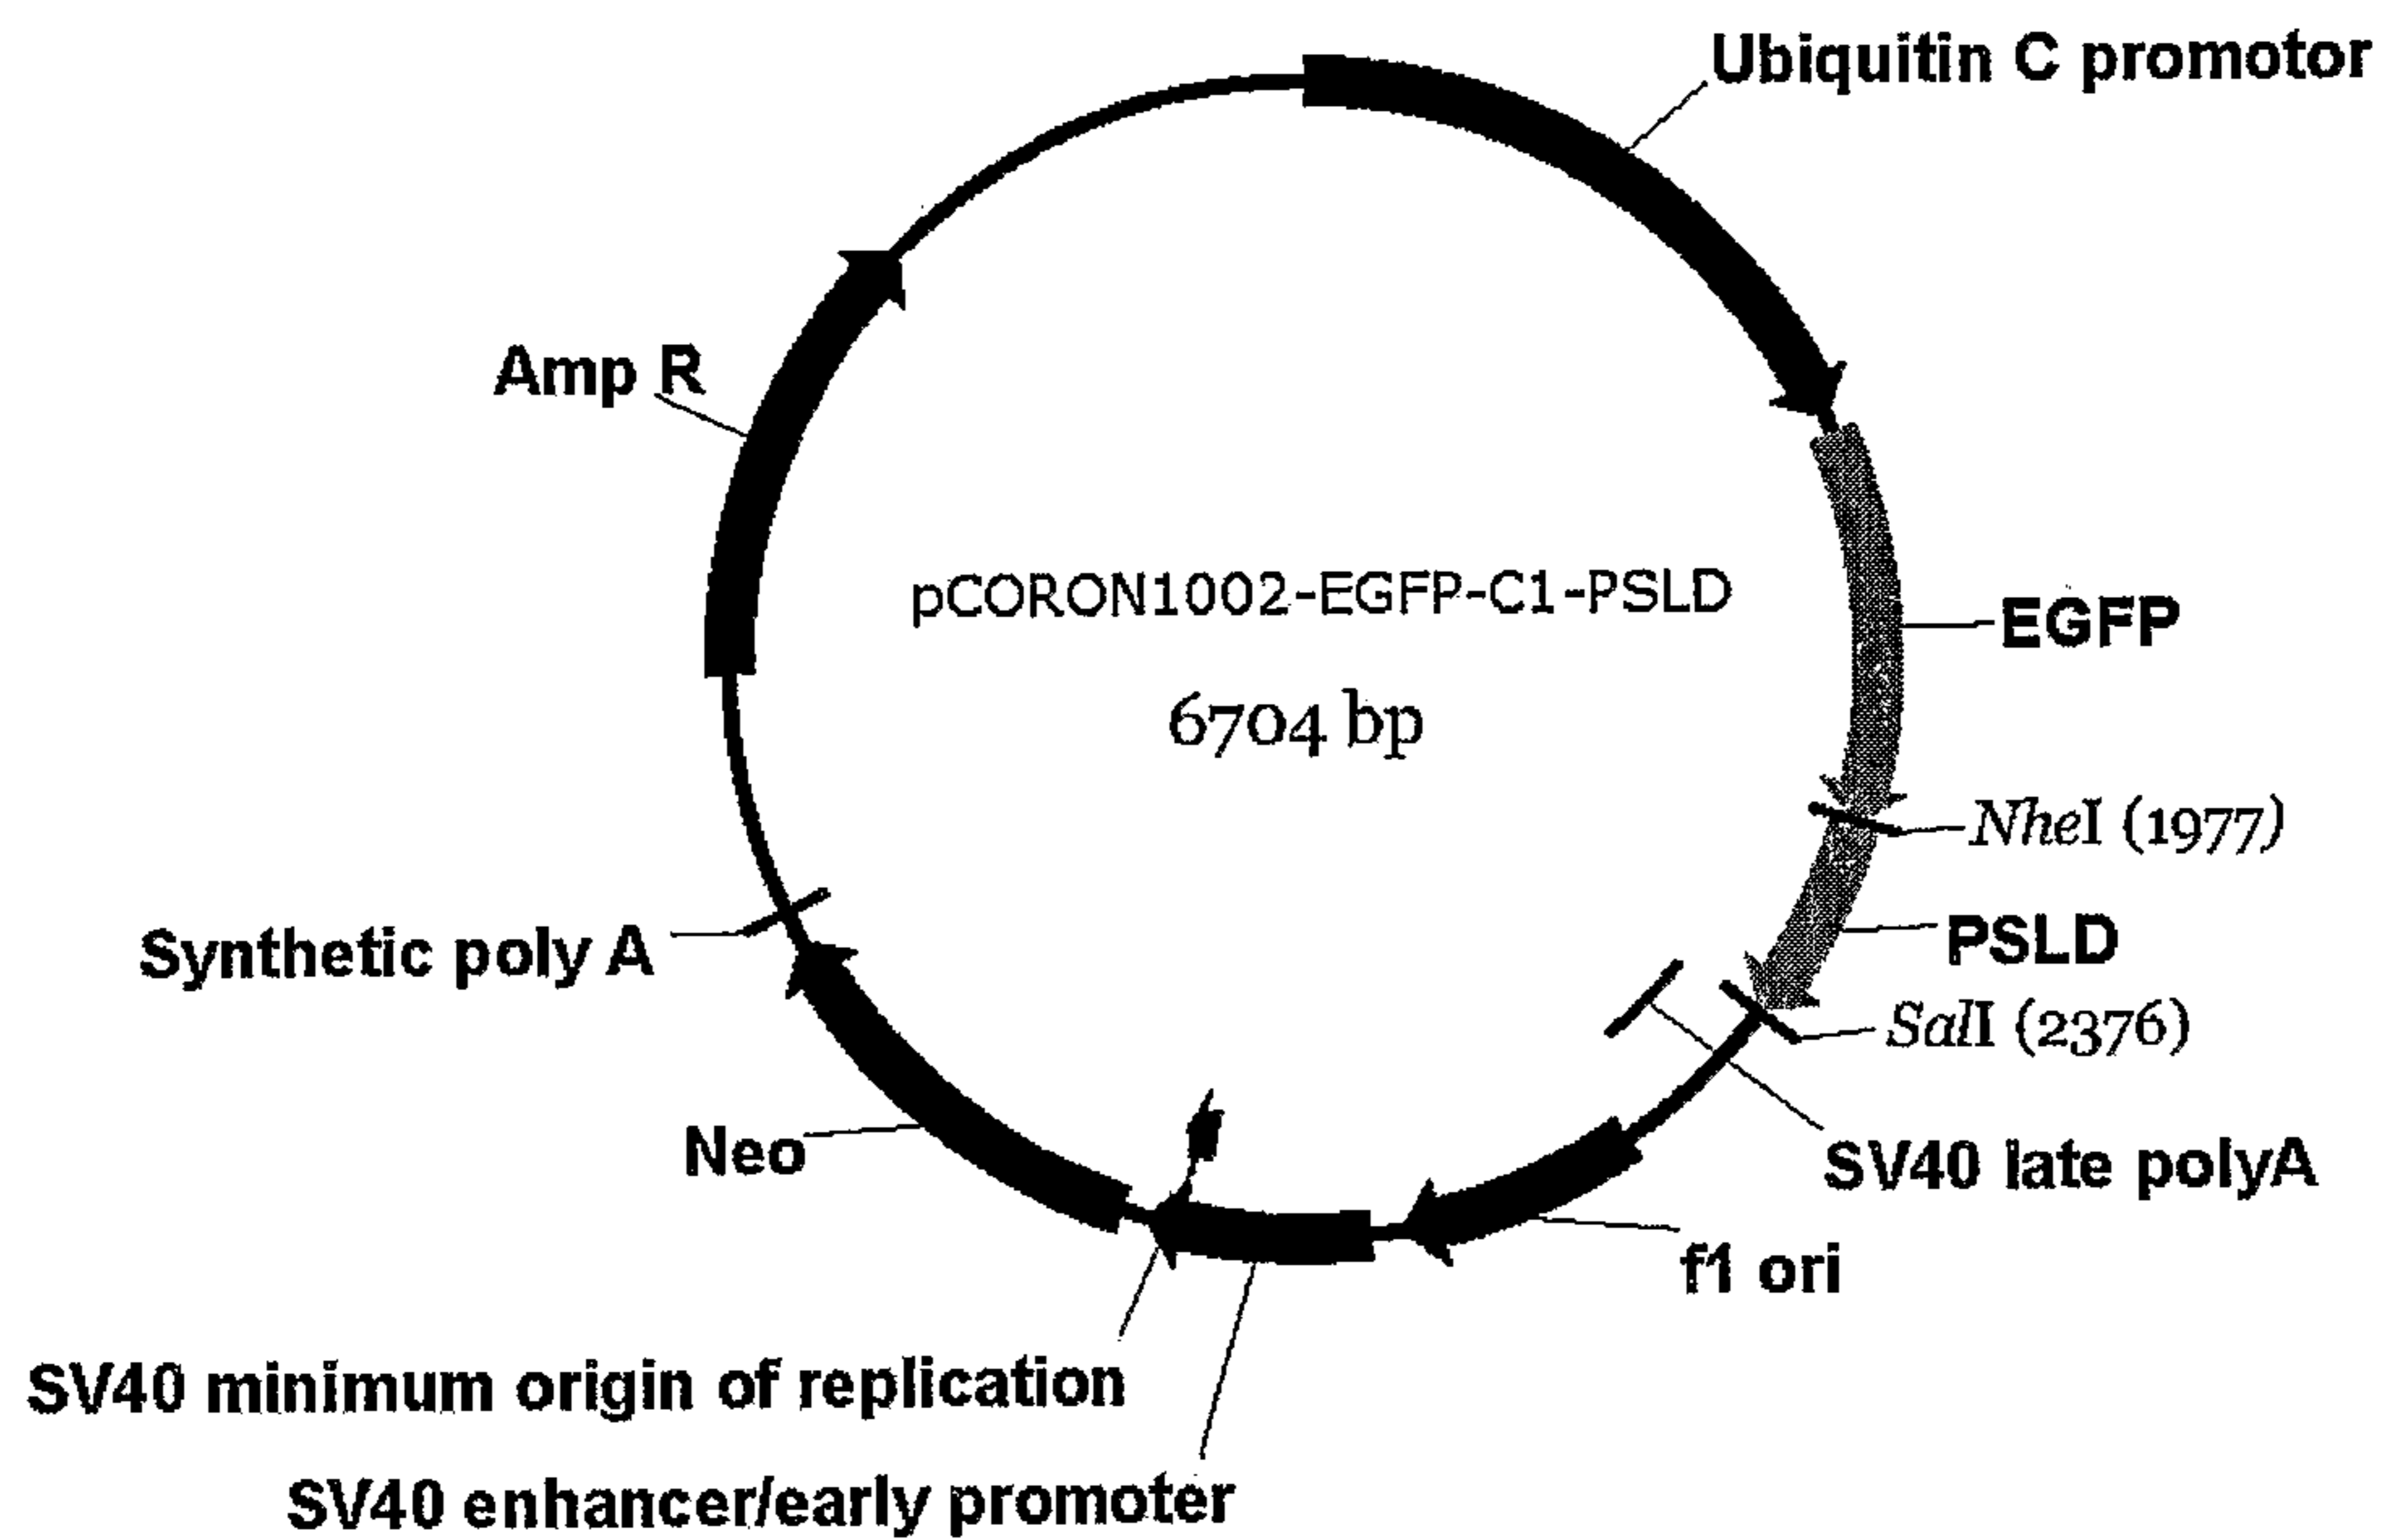 Ubiquitin C promotor
Amp R
pCORON1002-EGFP-C1-PSLD
6704 bp
EGFP
NheI (1977)
PSLD
SalI (2376)
Synthetic poly A
Neo
SV40 late polyA
f1 ori
SV40 minimum origin of replication
SV40 enhancer/early promoter